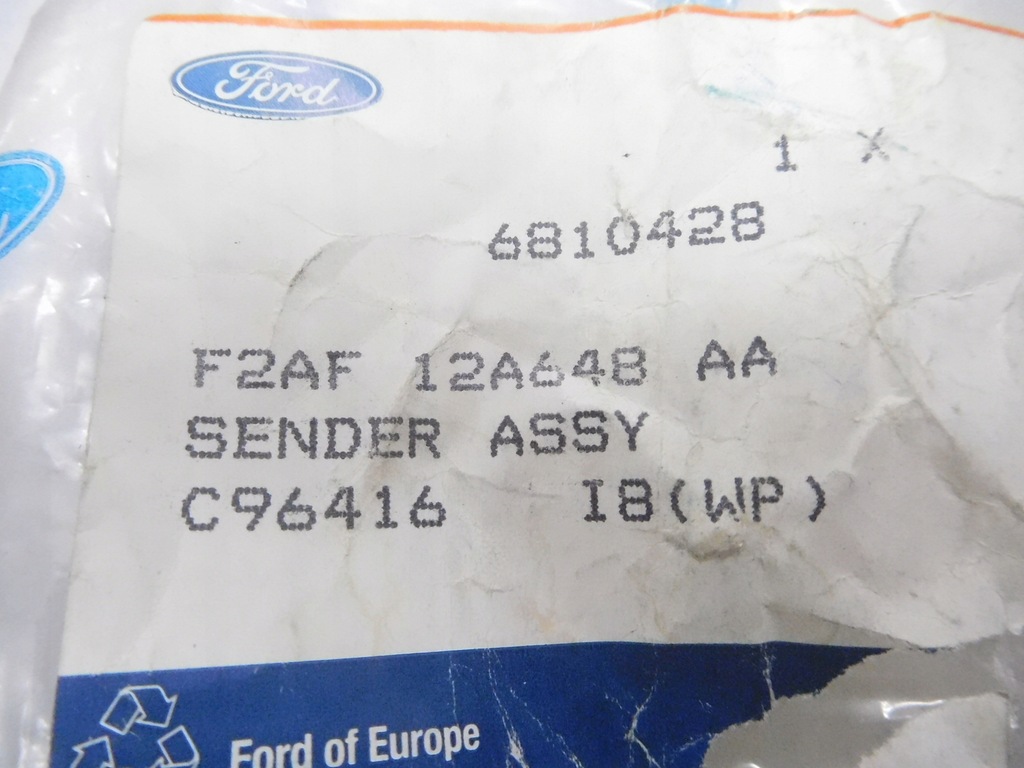 Ford
1 X
6810428
F2AF 12A648 AA
SENDER ASSY
C96416 I8(WP)
Ford of Europe